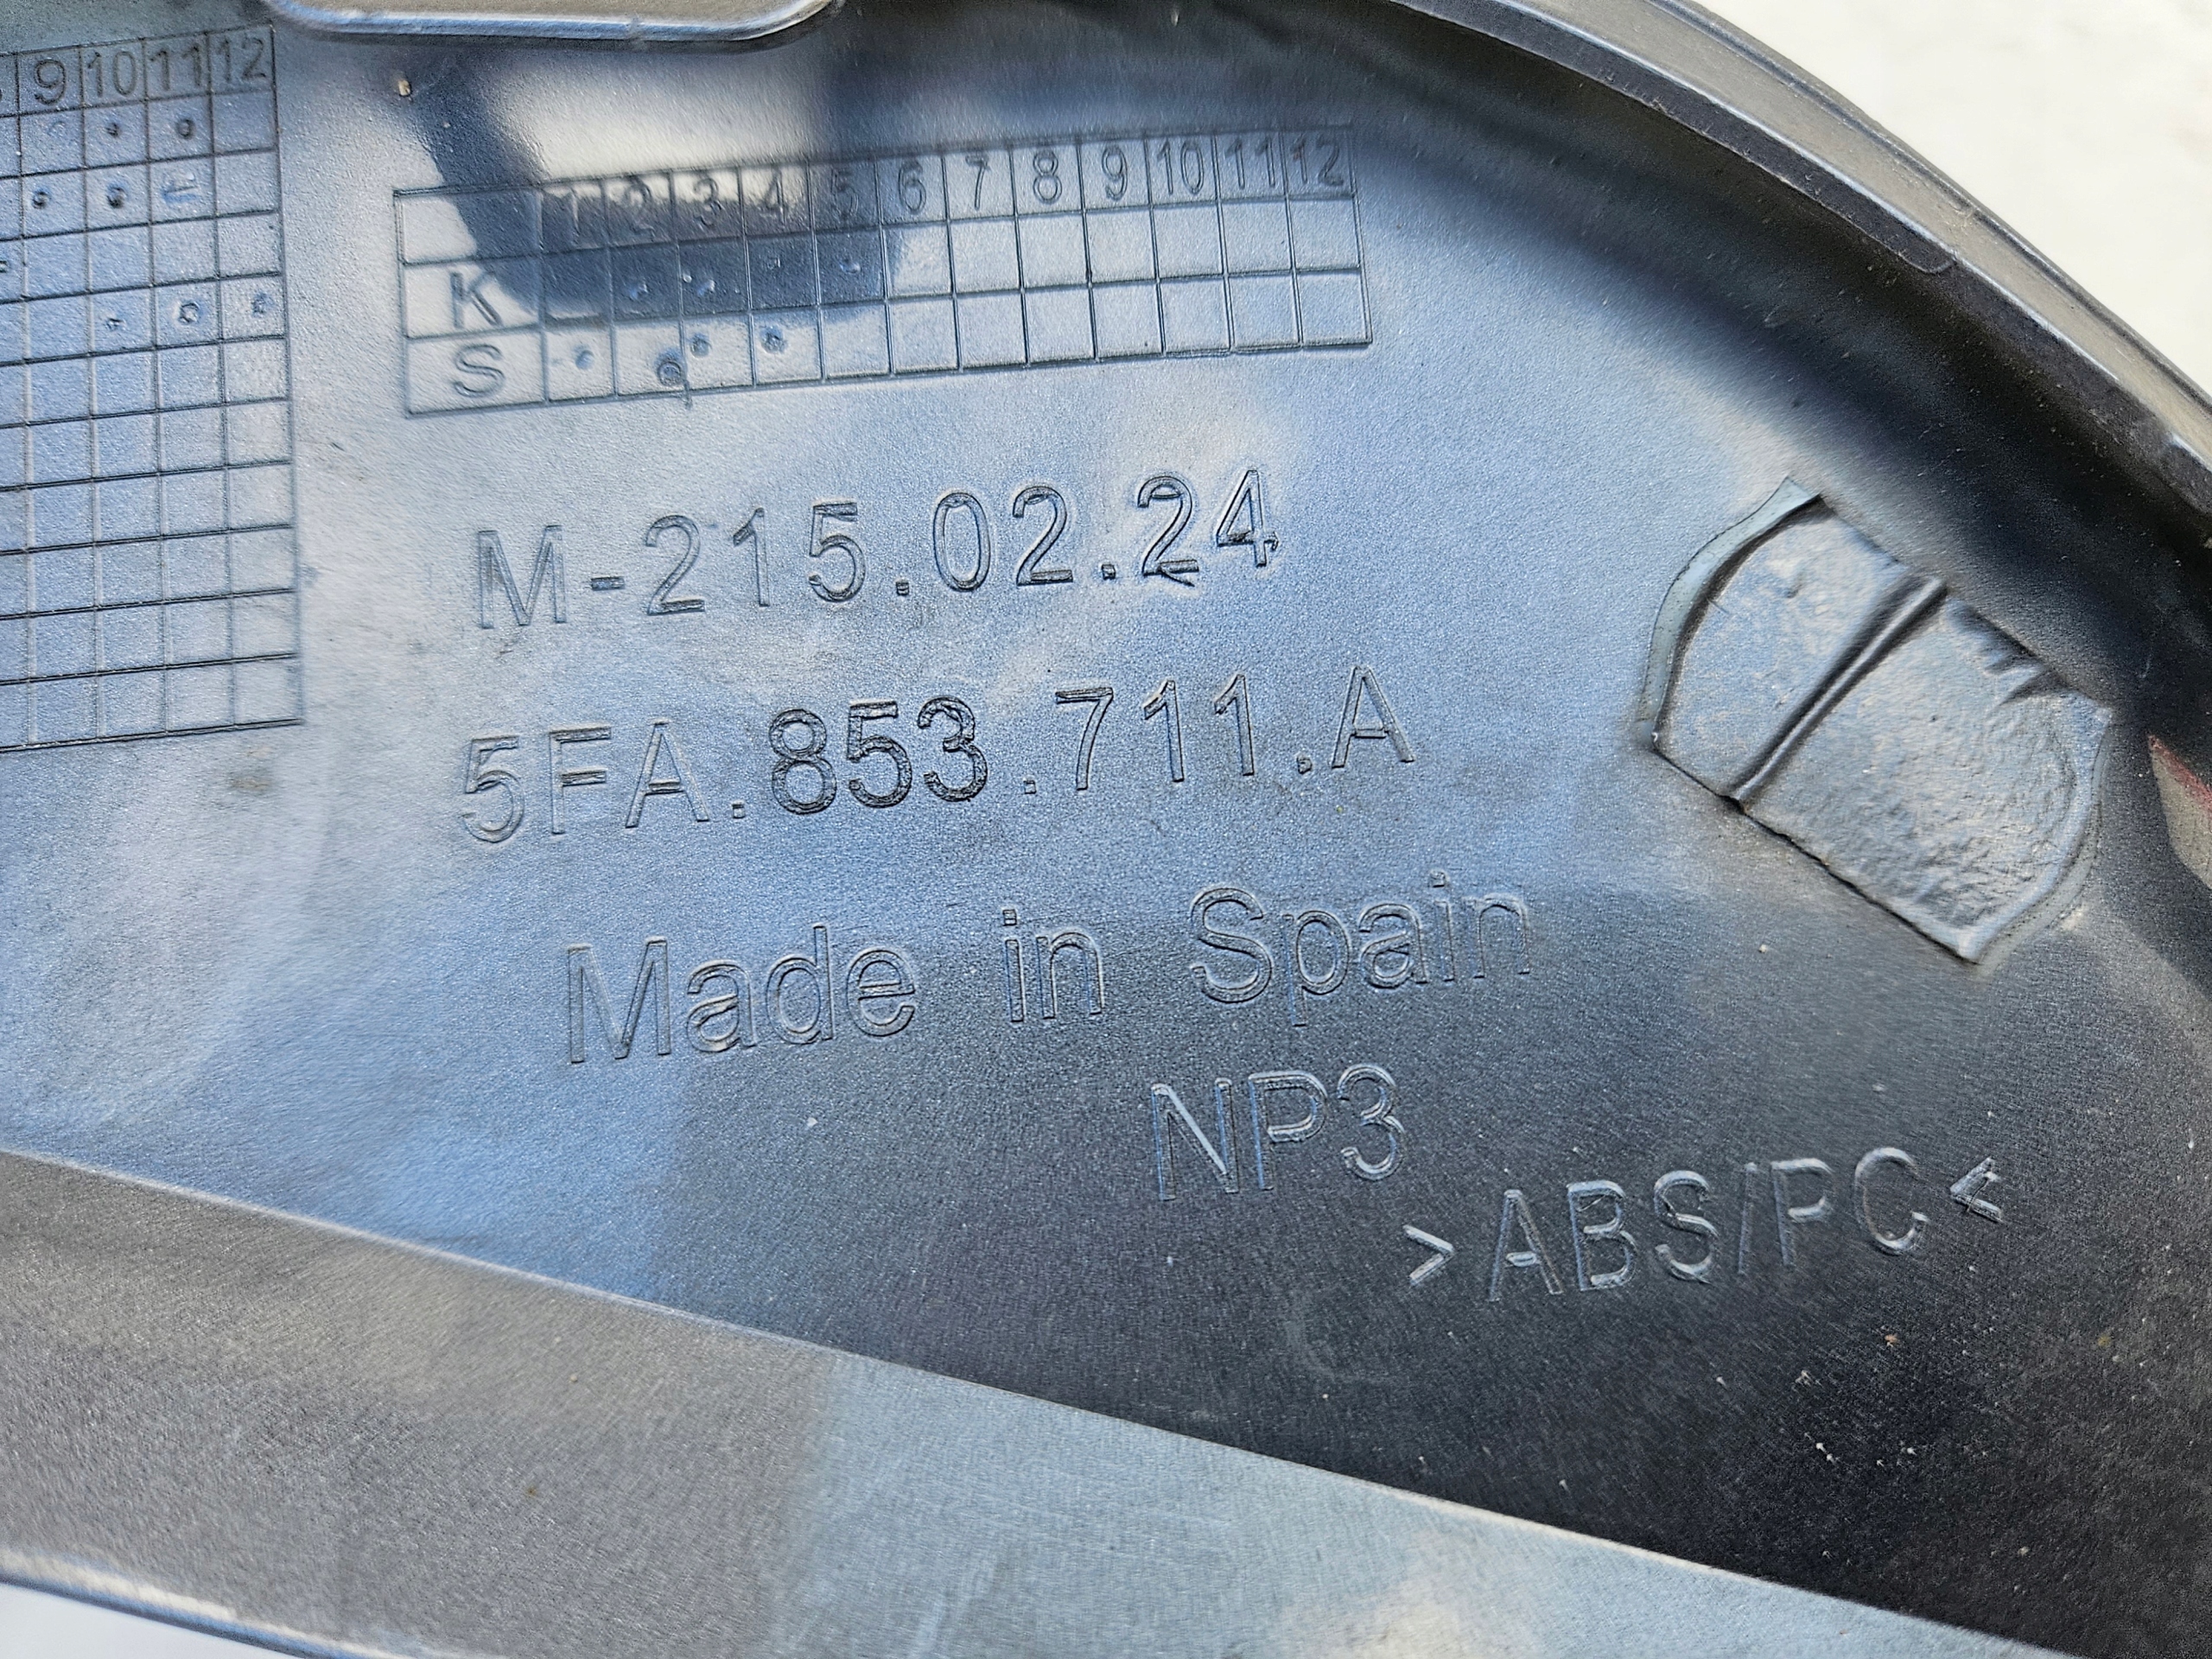 9 10 11 12
1 2 3 4 5 6 7 8 9 10 11 12
K
S
M-215.02.24
5FA.853.711.A
Made in Spain
NP3
>ABS/PC<